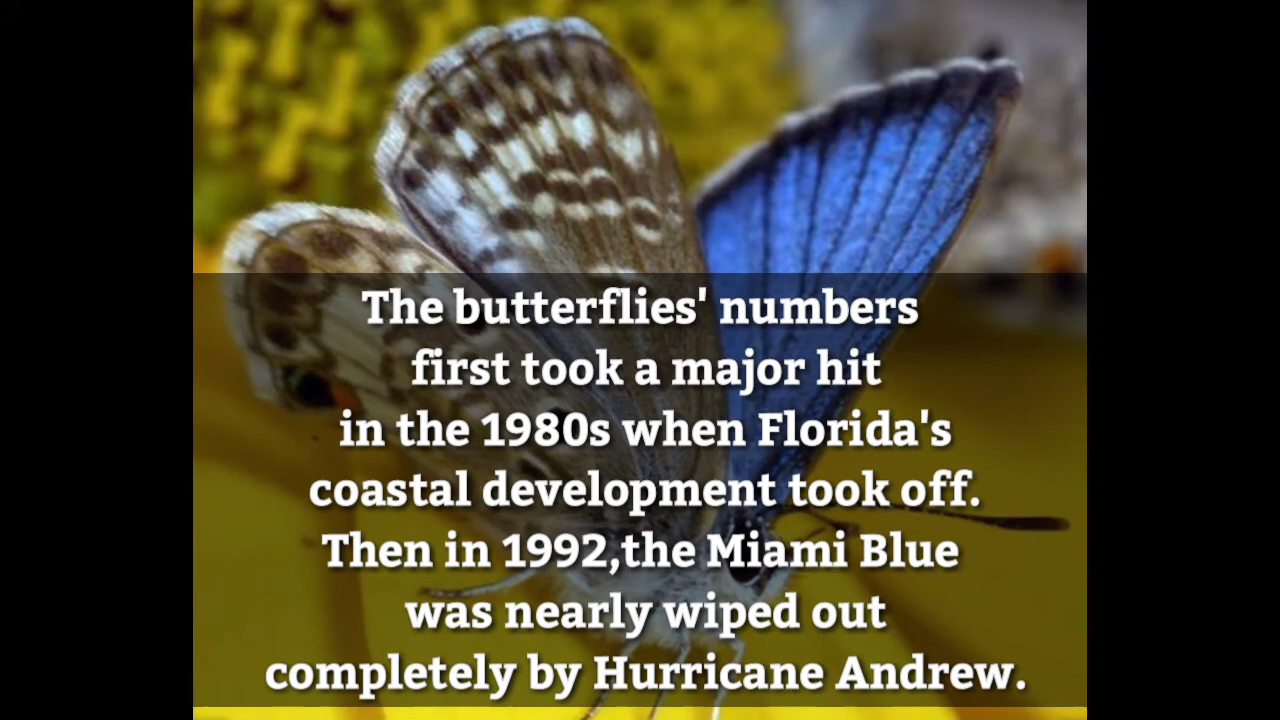 The butterflies' numbers
first took a major hit
in the 1980s when Florida's
coastal development took off.
Then in 1992,the Miami Blue
was nearly wiped out
completely by Hurricane Andrew.